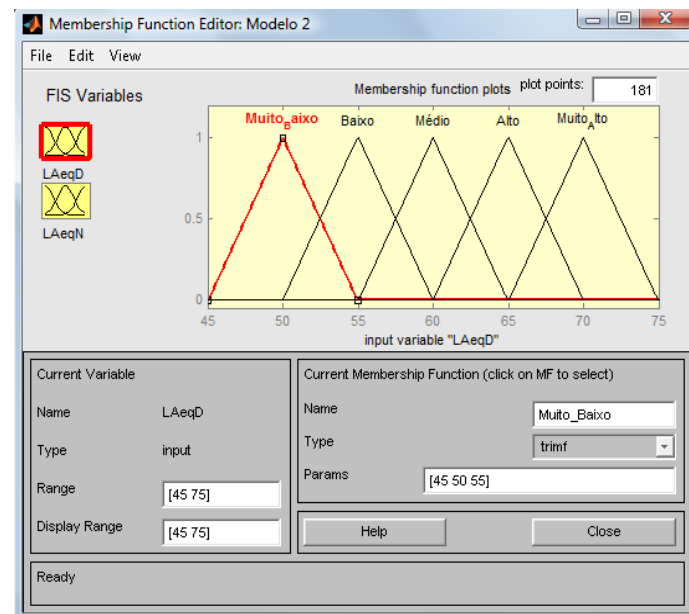 Membership Function Editor: Modelo 2
File Edit View
FIS Variables
LAeqD
LAeqN
Membership function plots
plot points:
181
Muito_Baixo
Baixo
Médio
Alto
Muito_Alto
1
0.5
0
45 50 55 60 65 70 75
input variable "LAeqD"
Current Variable
Name LAeqD
Type input
Range [45 75]
Display Range [45 75]
Current Membership Function (click on MF to select)
Name Muito_Baixo
Type trimf
Params [45 50 55]
Help Close
Ready